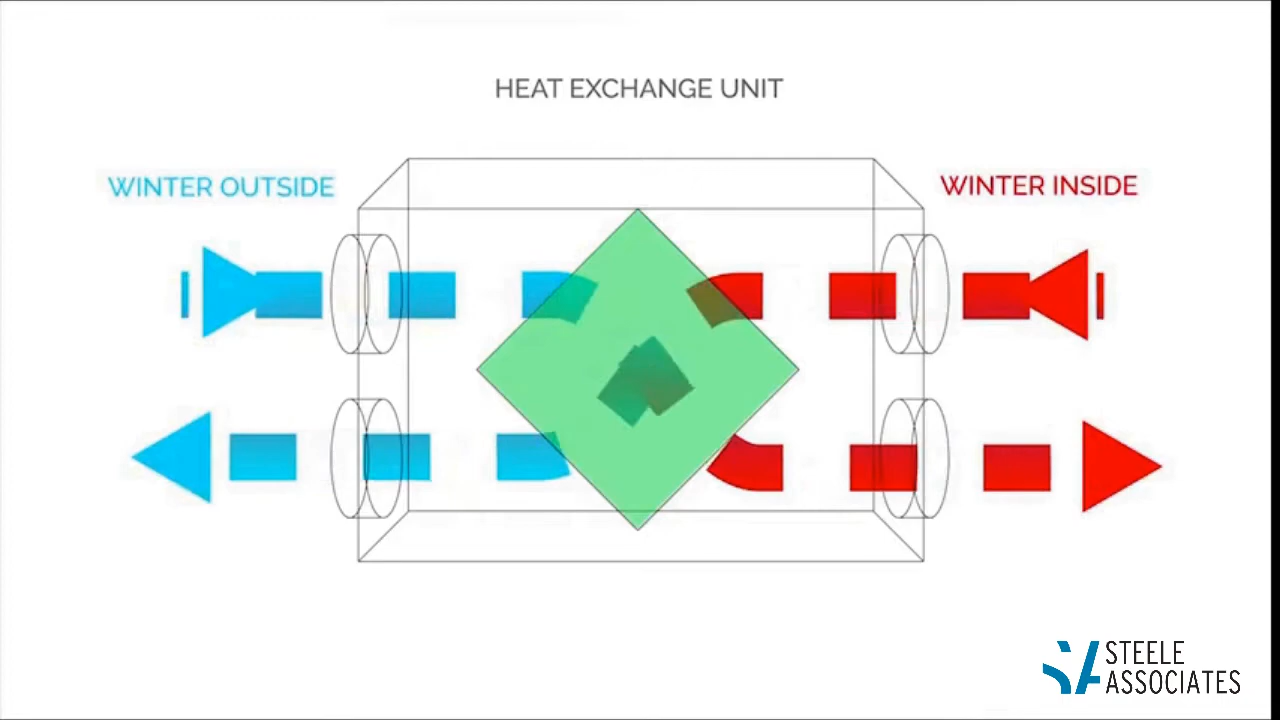 HEAT EXCHANGE UNIT
WINTER OUTSIDE
WINTER INSIDE
STEELE
ASSOCIATES